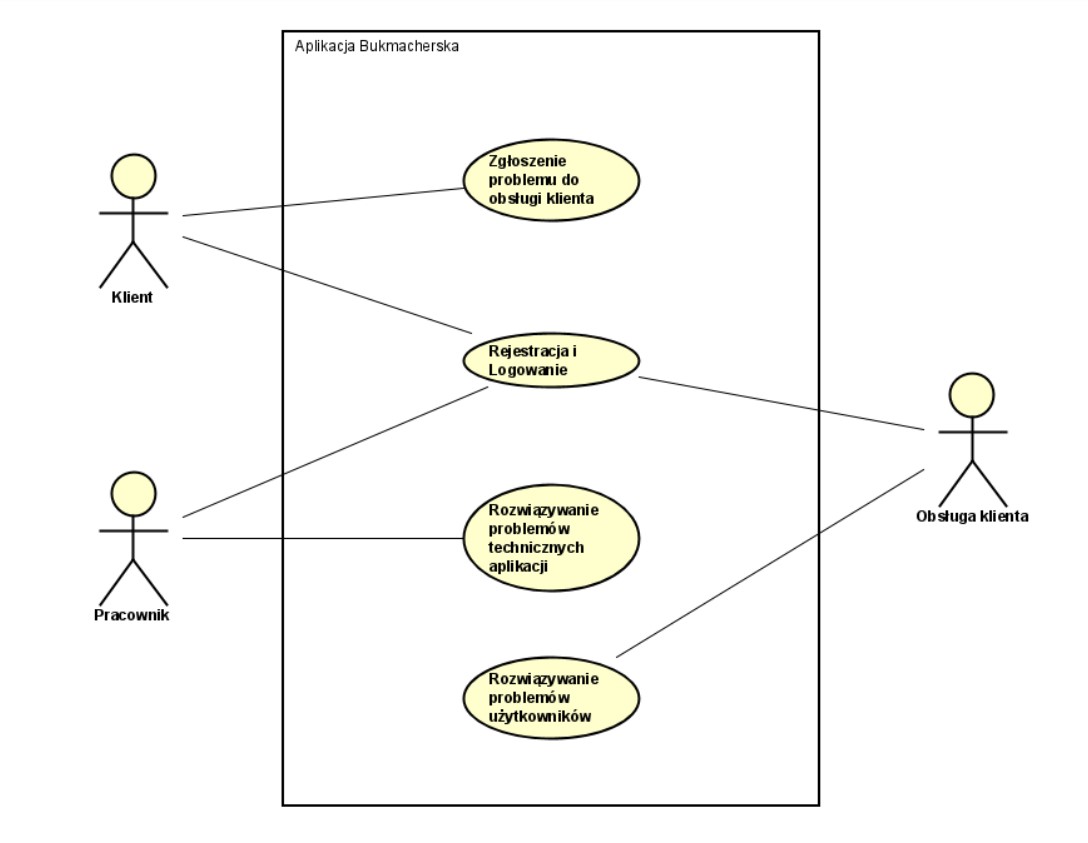 Aplikacja Bukmacherska
Zgłoszenie
problemu do
obsługi klienta
Klient
Rejestracja i
Logowanie
Obsługa klienta
Rozwiązywanie
problemów
technicznych
aplikacji
Pracownik
Rozwiązywanie
problemów
użytkowników